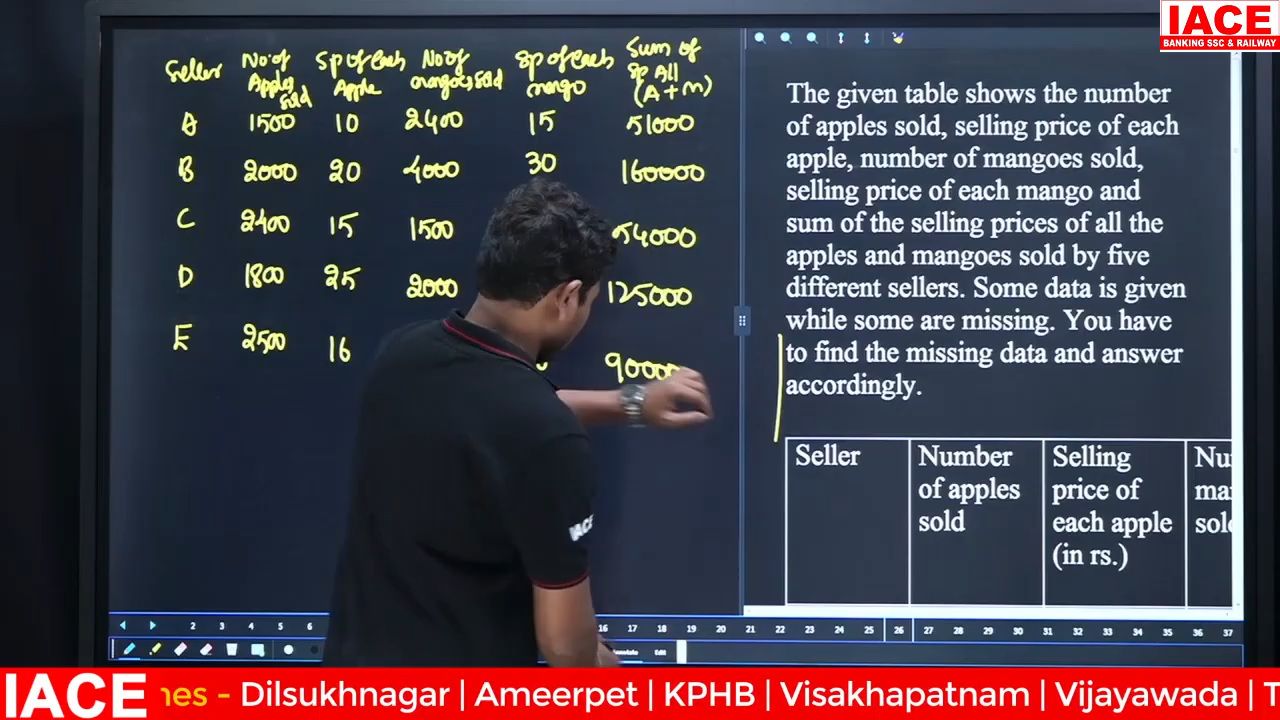 IACE
BANKING SSC & RAILWAY
Seller No of Apples sold Sp of each Apple No of mangoes sold Sp of each mango Sum of Sp All (A + M)
A 1500 10 2400 15 51000
B 2000 20 4000 30 160000
C 2400 15 1500 54000
D 1800 25 2000 125000
E 2500 16 90000
The given table shows the number
of apples sold, selling price of each
apple, number of mangoes sold,
selling price of each mango and
sum of the selling prices of all the
apples and mangoes sold by five
different sellers. Some data is given
while some are missing. You have
to find the missing data and answer
accordingly.
Seller
Number
of apples
sold
Selling
price of
each apple
(in rs.)
2 3 4 5 6 16 17 18 19 20 21 22 23 24 25 26 27 28 29 30 31 32 33 34 35 36 37
Edit
IACE
IACE
- Dilsukhnagar | Ameerpet | KPHB | Visakhapatnam | Vijayawada |